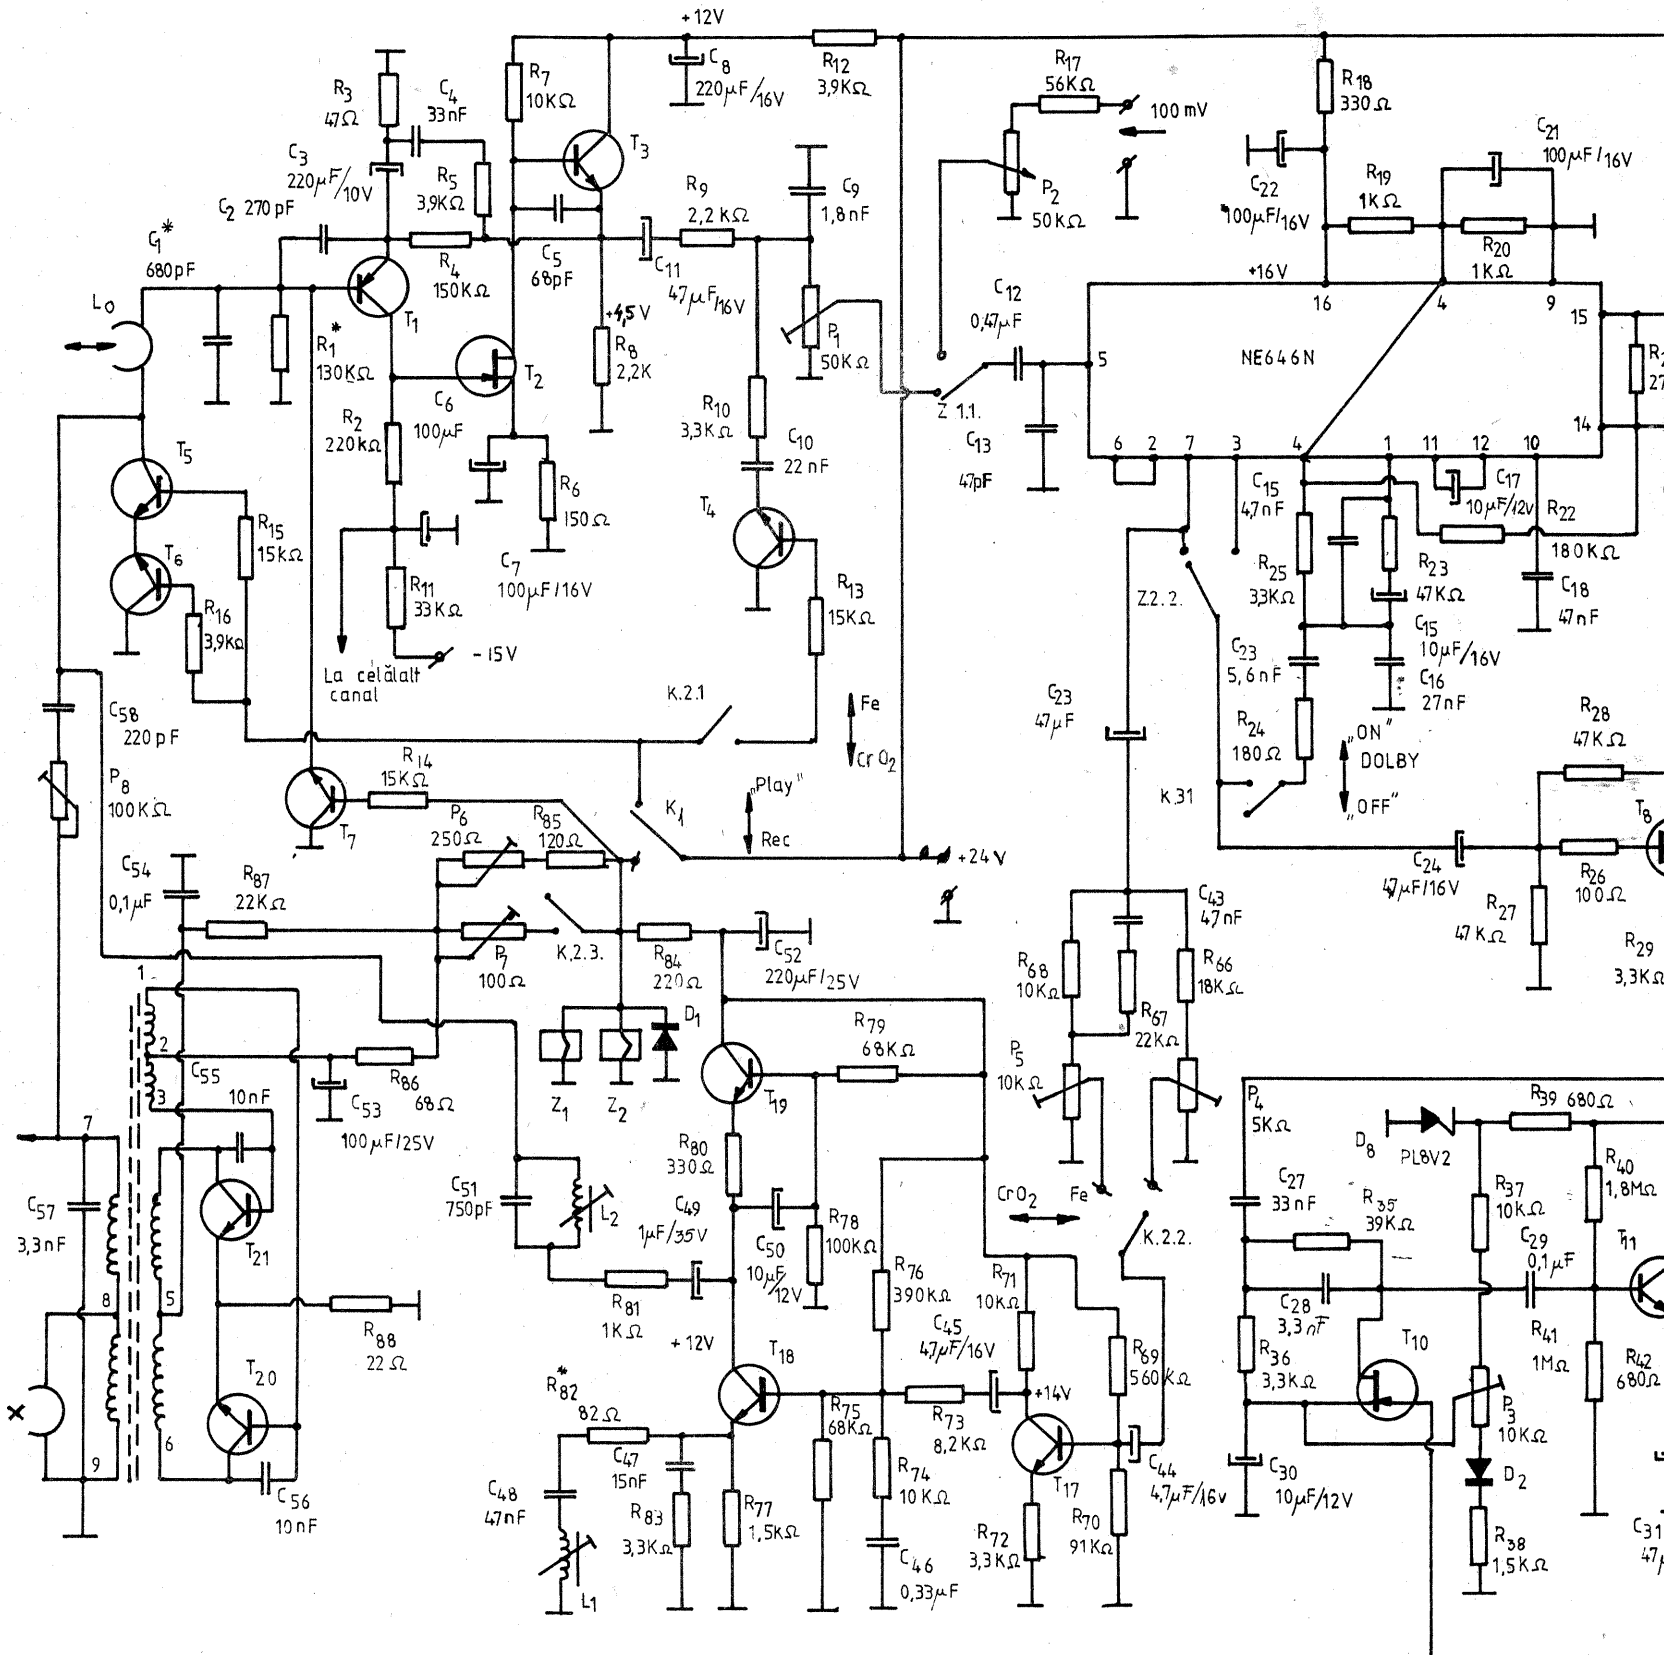 +12V
R7
10KΩ
C8
220µF/16V
R12
3,9KΩ
R17
56KΩ
100 mV
R18
330Ω
R3
47Ω
C4
33nF
T3
C3
220µF/10V
R5
3,9KΩ
C2 270pF
R9
2,2KΩ
C9
1,8nF
P2
50KΩ
C22
*100µF/16V
R19
1KΩ
C21
100µF/16V
R20
1KΩ
C1*
680pF
R4
150KΩ
C5
68pF
C11
47µF/16V
+16V
16
4
9
L0
T1
R1*
130KΩ
+4,5V
R8
2,2K
P1
50KΩ
C12
0,47µF
5
NE646N
15
14
T2
R2
220KΩ
C6
100µF
R10
3,3KΩ
C10
22nF
Z1.1.
C13
47pF
6
2
7
3
4
1
11
12
10
T5
T6
R15
15KΩ
R16
3,9KΩ
R6
150Ω
C7
100µF/16V
R11
33KΩ
-15V
La celălalt
canal
T4
R13
15KΩ
C15
47nF
C17
10µF/12V
R22
180KΩ
R25
33KΩ
R23
47KΩ
C18
47nF
Z2.2.
C23
5,6nF
C15
10µF/16V
C16
27nF
R24
180Ω
„ON"
DOLBY
„OFF"
K.31
C23
47µF
K.2.1
Fe
CrO2
C58
220pF
P8
100KΩ
R14
15KΩ
T7
„Play"
K1
Rec
+24V
R28
47KΩ
T8
C24
47µF/16V
R26
100Ω
R27
47KΩ
R29
3,3KΩ
P6
250Ω
R85
120Ω
C54
0,1µF
R87
22KΩ
P7
100Ω
K.2.3.
R84
220Ω
C52
220µF/25V
C43
47nF
R68
10KΩ
R67
22KΩ
R66
18KΩ
1
2
3
C55
10nF
R86
68Ω
C53
100µF/25V
Z1
Z2
D1
R79
68KΩ
T19
P5
10KΩ
P4
5KΩ
D8
PL8V2
R39 680Ω
R40
1,8MΩ
7
C57
3,3nF
T21
C51
750pF
L2
R80
330Ω
C49
1µF/35V
C50
10µF/12V
R78
100KΩ
CrO2
Fe
K.2.2.
C27
33nF
R35
39KΩ
R37
10KΩ
C29
0,1µF
T11
8
5
R88
22Ω
R81
1KΩ
+12V
R76
390KΩ
R71
10KΩ
C45
47µF/16V
R69
560KΩ
C28
3,3nF
R36
3,3KΩ
T10
R41
1MΩ
R42
680Ω
T20
R82*
82Ω
T18
R75
68KΩ
R73
8,2KΩ
+14V
P3
10KΩ
6
9
C56
10nF
C47
15nF
C48
47nF
R83
3,3KΩ
R77
1,5KΩ
R74
10KΩ
T17
C44
4,7µF/16V
C30
10µF/12V
D2
L1
C46
0,33µF
R72
3,3KΩ
R70
91KΩ
R38
1,5KΩ
C31